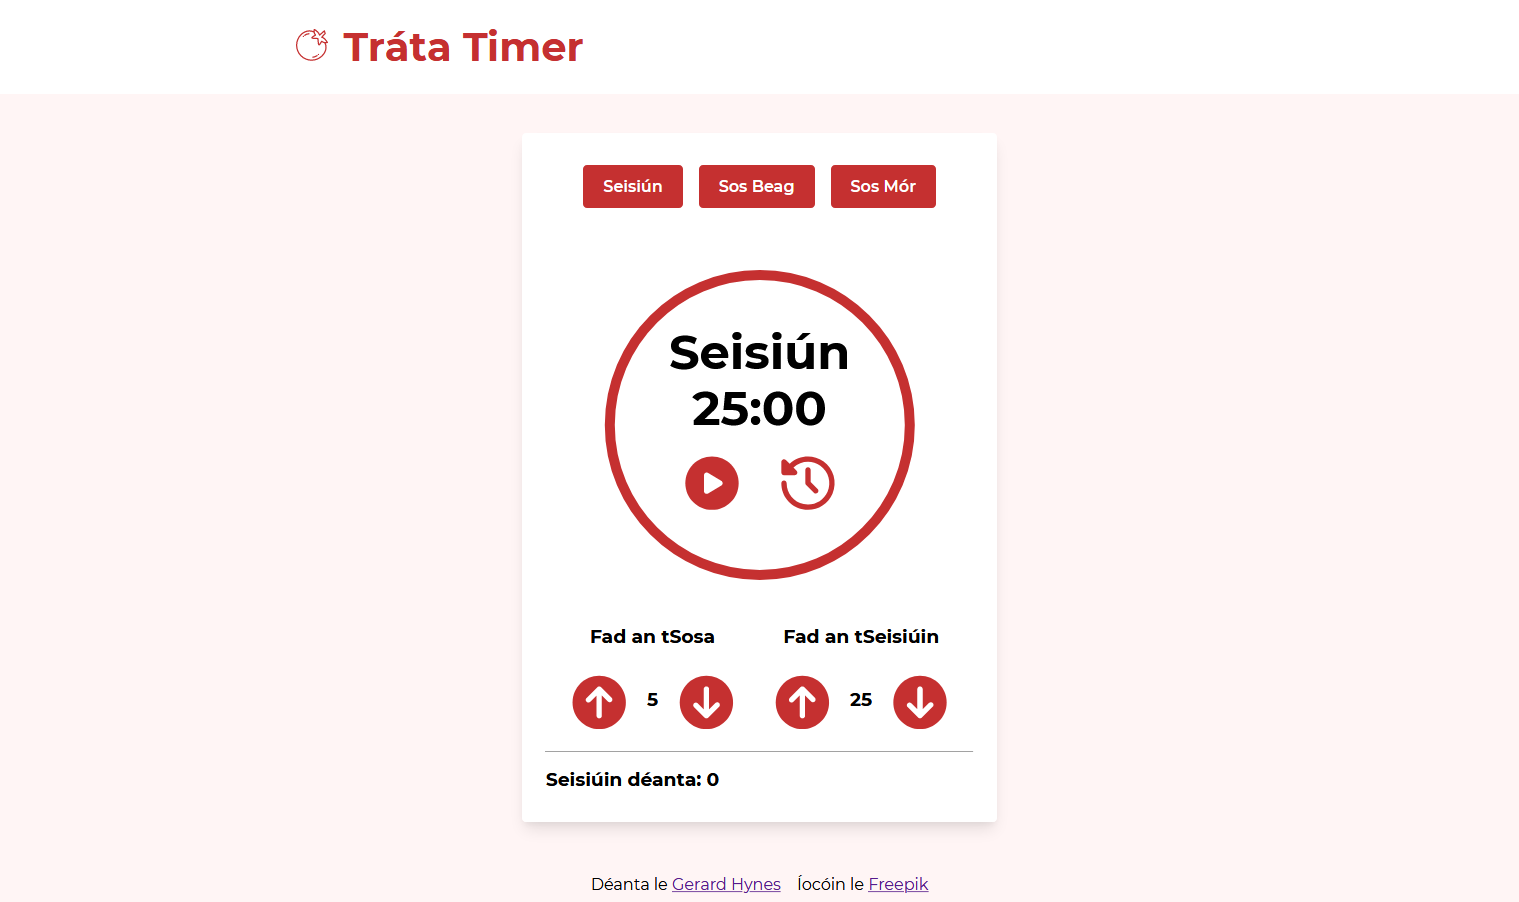 Tráta Timer
Seisiún
Sos Beag
Sos Mór
Seisiún
25:00
Fad an tSosa
5
Fad an tSeisiúin
25
Seisiúin déanta: 0
Déanta le Gerard Hynes
Íocóin le Freepik